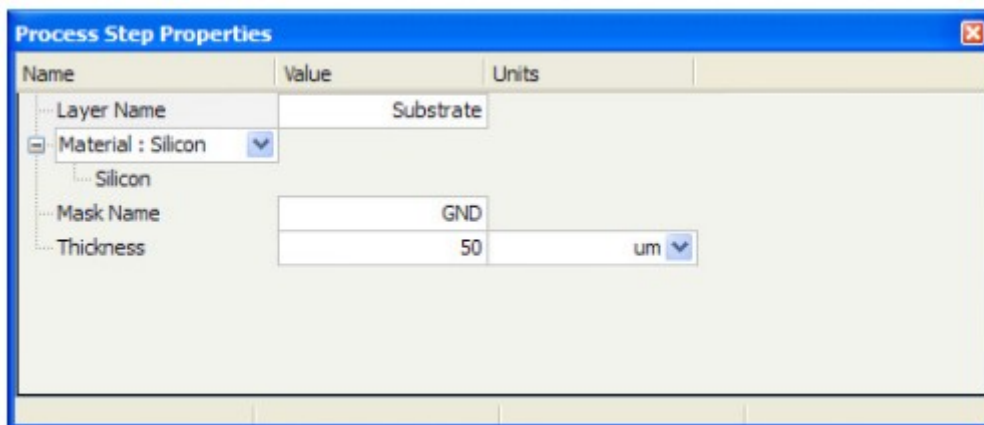 Process Step Properties
Name Value Units
Layer Name Substrate
Material : Silicon
Silicon
Mask Name GND
Thickness 50 um